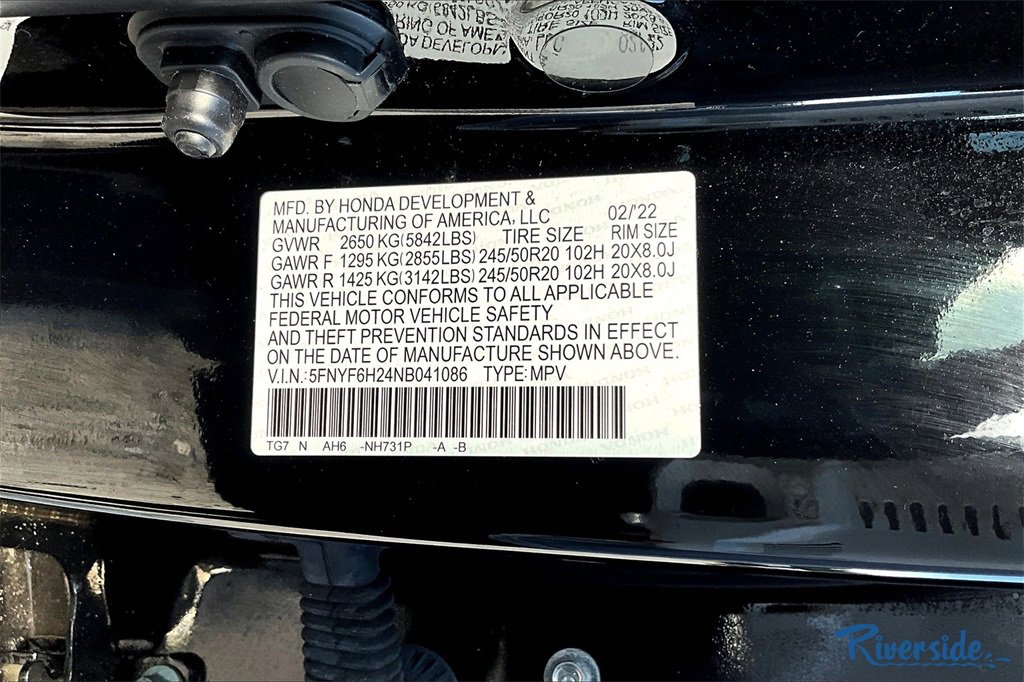 MFD. BY HONDA DEVELOPMENT &
MANUFACTURING OF AMERICA, LLC 02/'22
GVWR 2650 KG(5842LBS) TIRE SIZE RIM SIZE
GAWR F 1295 KG(2855LBS) 245/50R20 102H 20X8.0J
GAWR R 1425 KG(3142LBS) 245/50R20 102H 20X8.0J
THIS VEHICLE CONFORMS TO ALL APPLICABLE
FEDERAL MOTOR VEHICLE SAFETY
AND THEFT PREVENTION STANDARDS IN EFFECT
ON THE DATE OF MANUFACTURE SHOWN ABOVE.
V.I.N.: 5FNYF6H24NB041086 TYPE: MPV
TG7 N AH6 -NH731P -A -B
Riverside